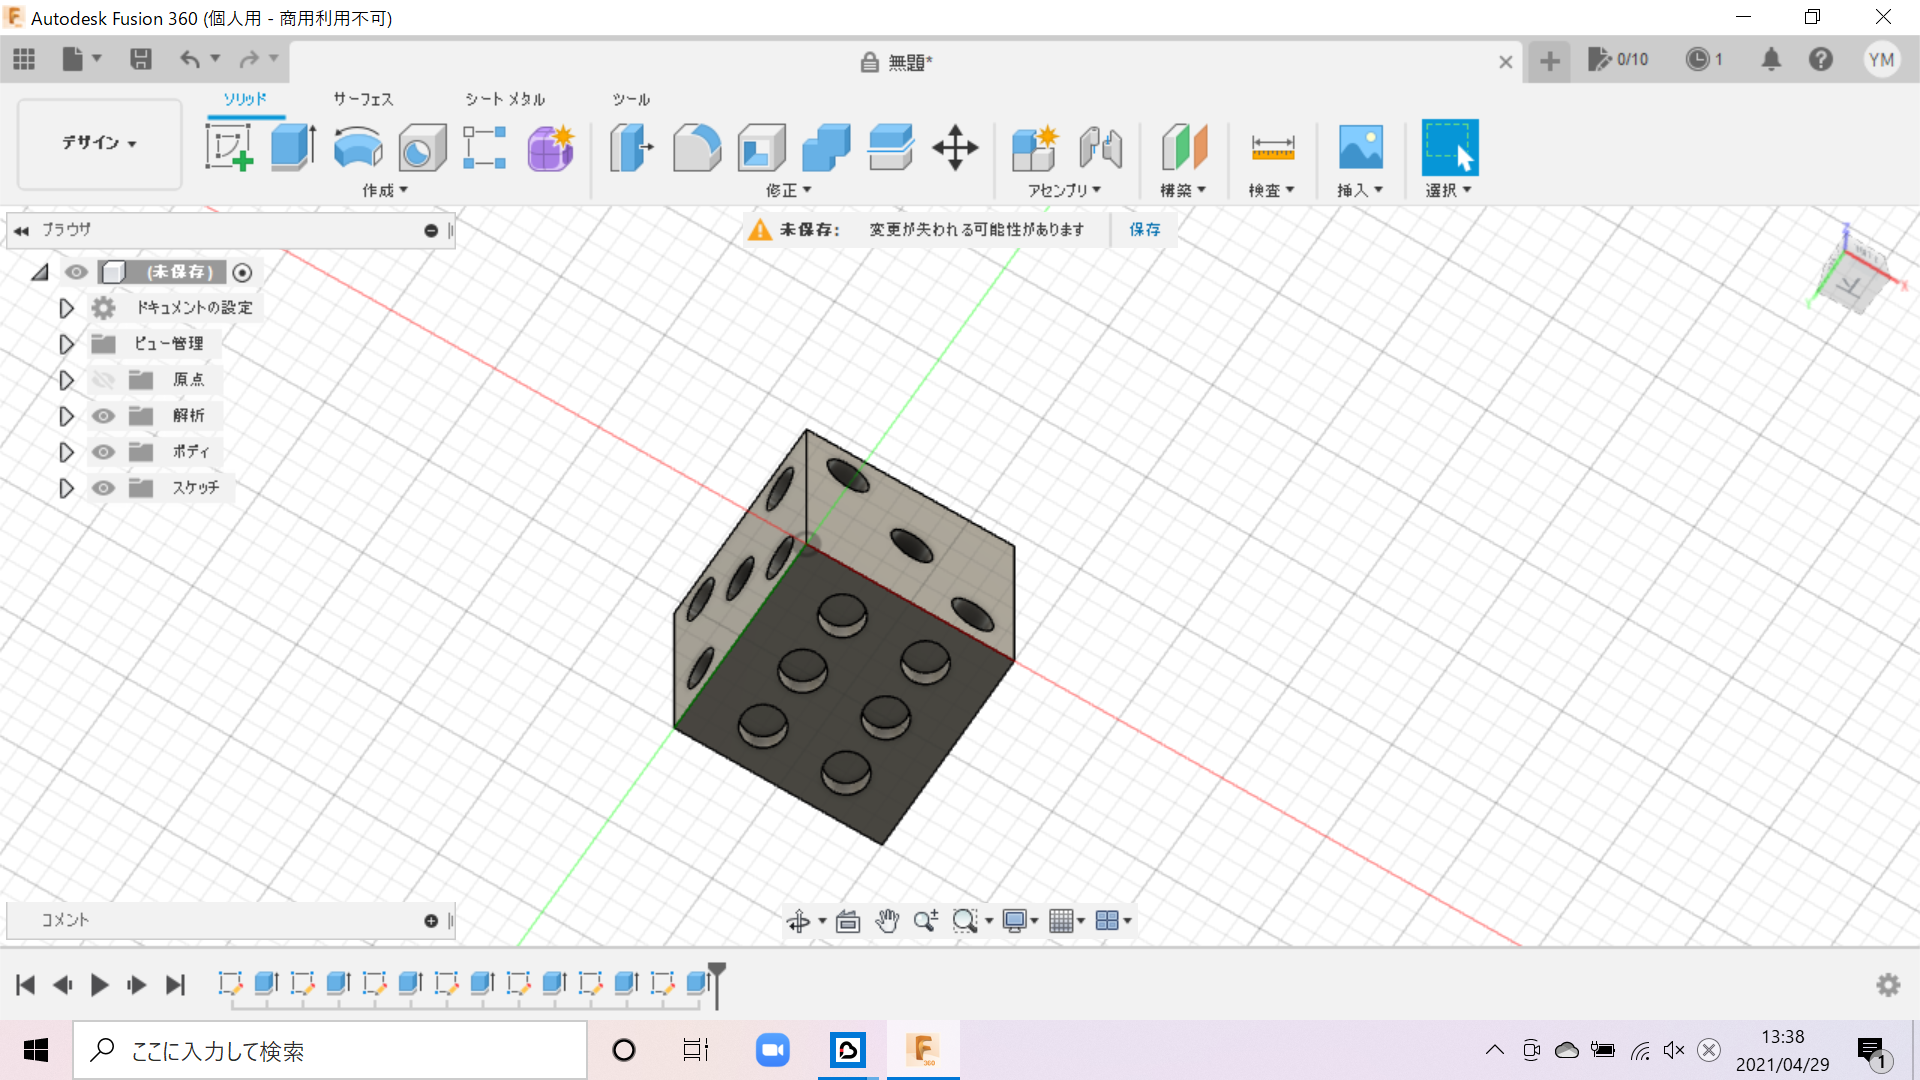 Autodesk Fusion 360 (個人用 - 商用利用不可)
無題*
0/10
1
YM
デザイン
ソリッド
サーフェス
シート メタル
ツール
作成
修正
アセンブリ
構築
検査
挿入
選択
ブラウザ
未保存: 変更が失われる可能性があります 保存
(未保存)
ドキュメントの設定
ビュー管理
原点
解析
ボディ
スケッチ
Z
X
Y
下
コメント
ここに入力して検索
360
13:38
2021/04/29
1